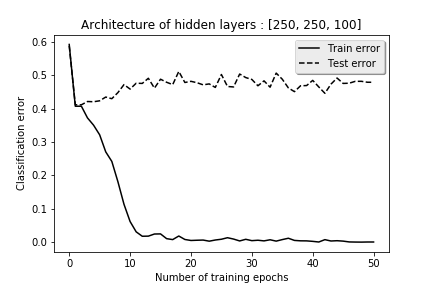 Architecture of hidden layers : [250, 250, 100]
Train error
Test error
Classification error
0.6
0.5
0.4
0.3
0.2
0.1
0.0
0 10 20 30 40 50
Number of training epochs